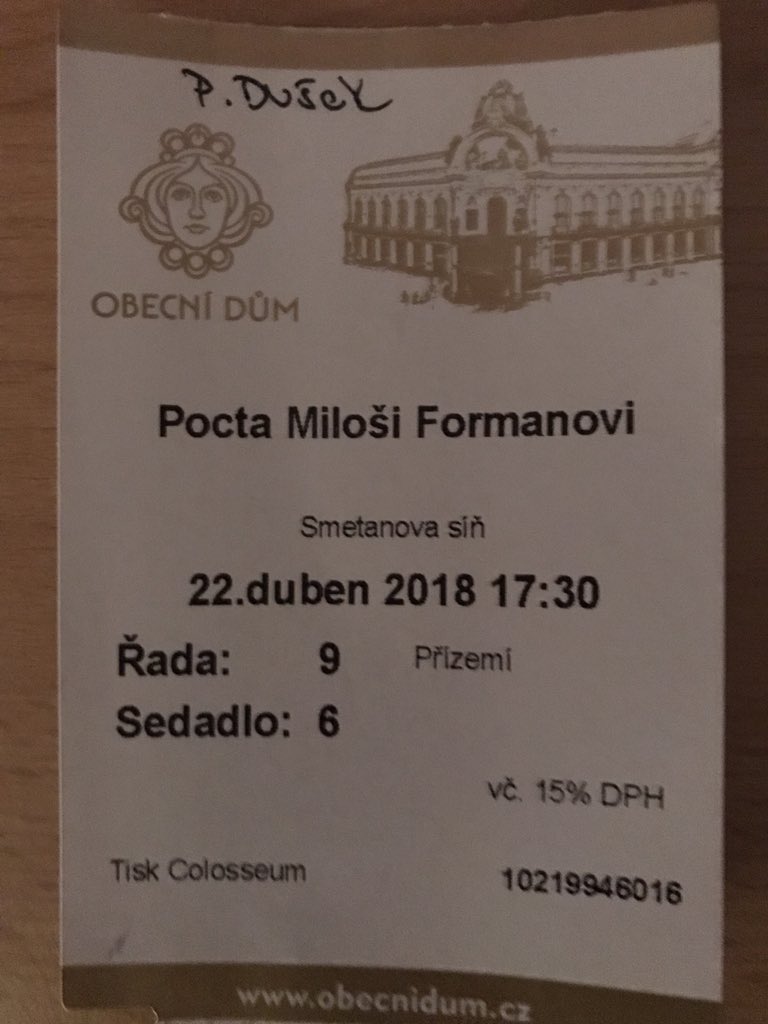 P. DUŠEK
OBECNÍ DŮM
Pocta Miloši Formanovi
Smetanova síň
22.duben 2018 17:30
Řada: 9 Přízemí
Sedadlo: 6
vč. 15% DPH
Tisk Colosseum 10219946016
www.obecnidum.cz